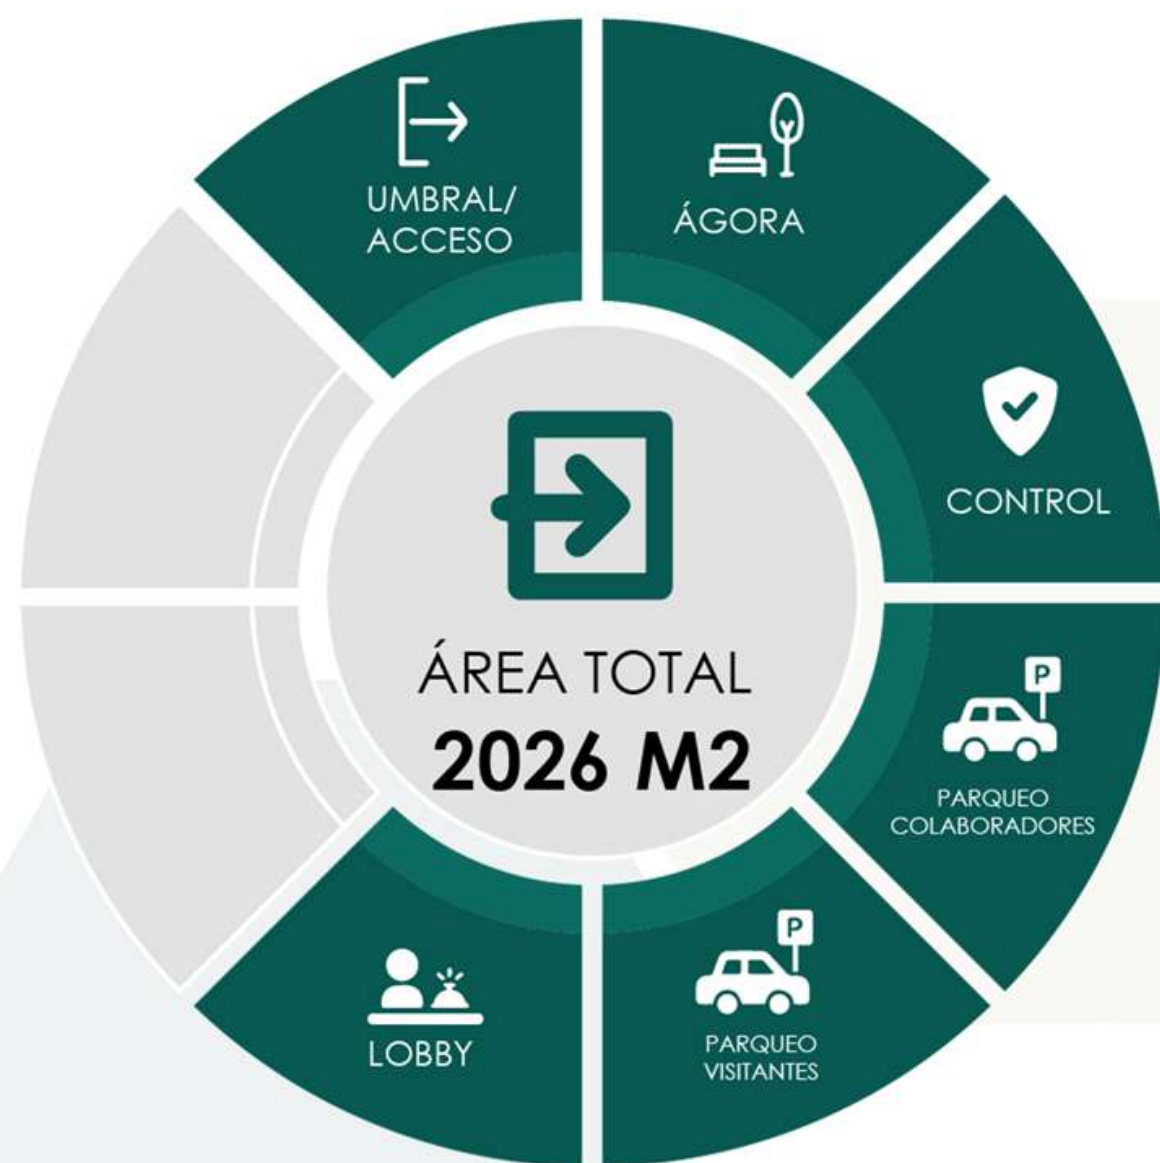 UMBRAL/
ACCESO
ÁGORA
CONTROL
P
PARQUEO
COLABORADORES
P
PARQUEO
VISITANTES
LOBBY
ÁREA TOTAL
2026 M2